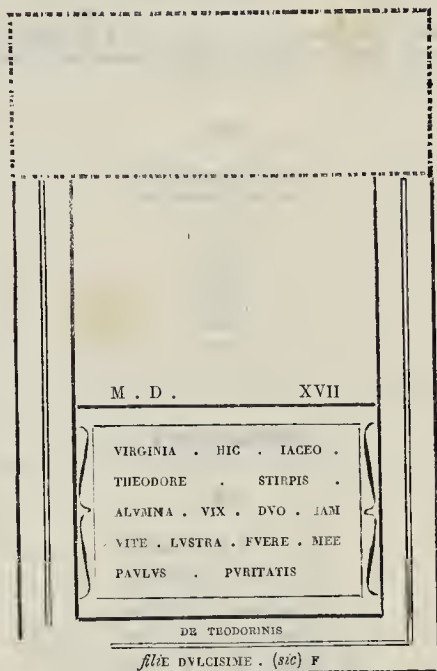 M . D . XVII
VIRGINIA . HIC . IACEO .
THEODORE . STIRPIS .
ALVMNA . VIX . DVO . JAM
VITE . LVSTRA . FVERE . MEE
PAVLVS . PVRITATIS
DE TEODORINIS
filiE DVLCISIME . (sic) F